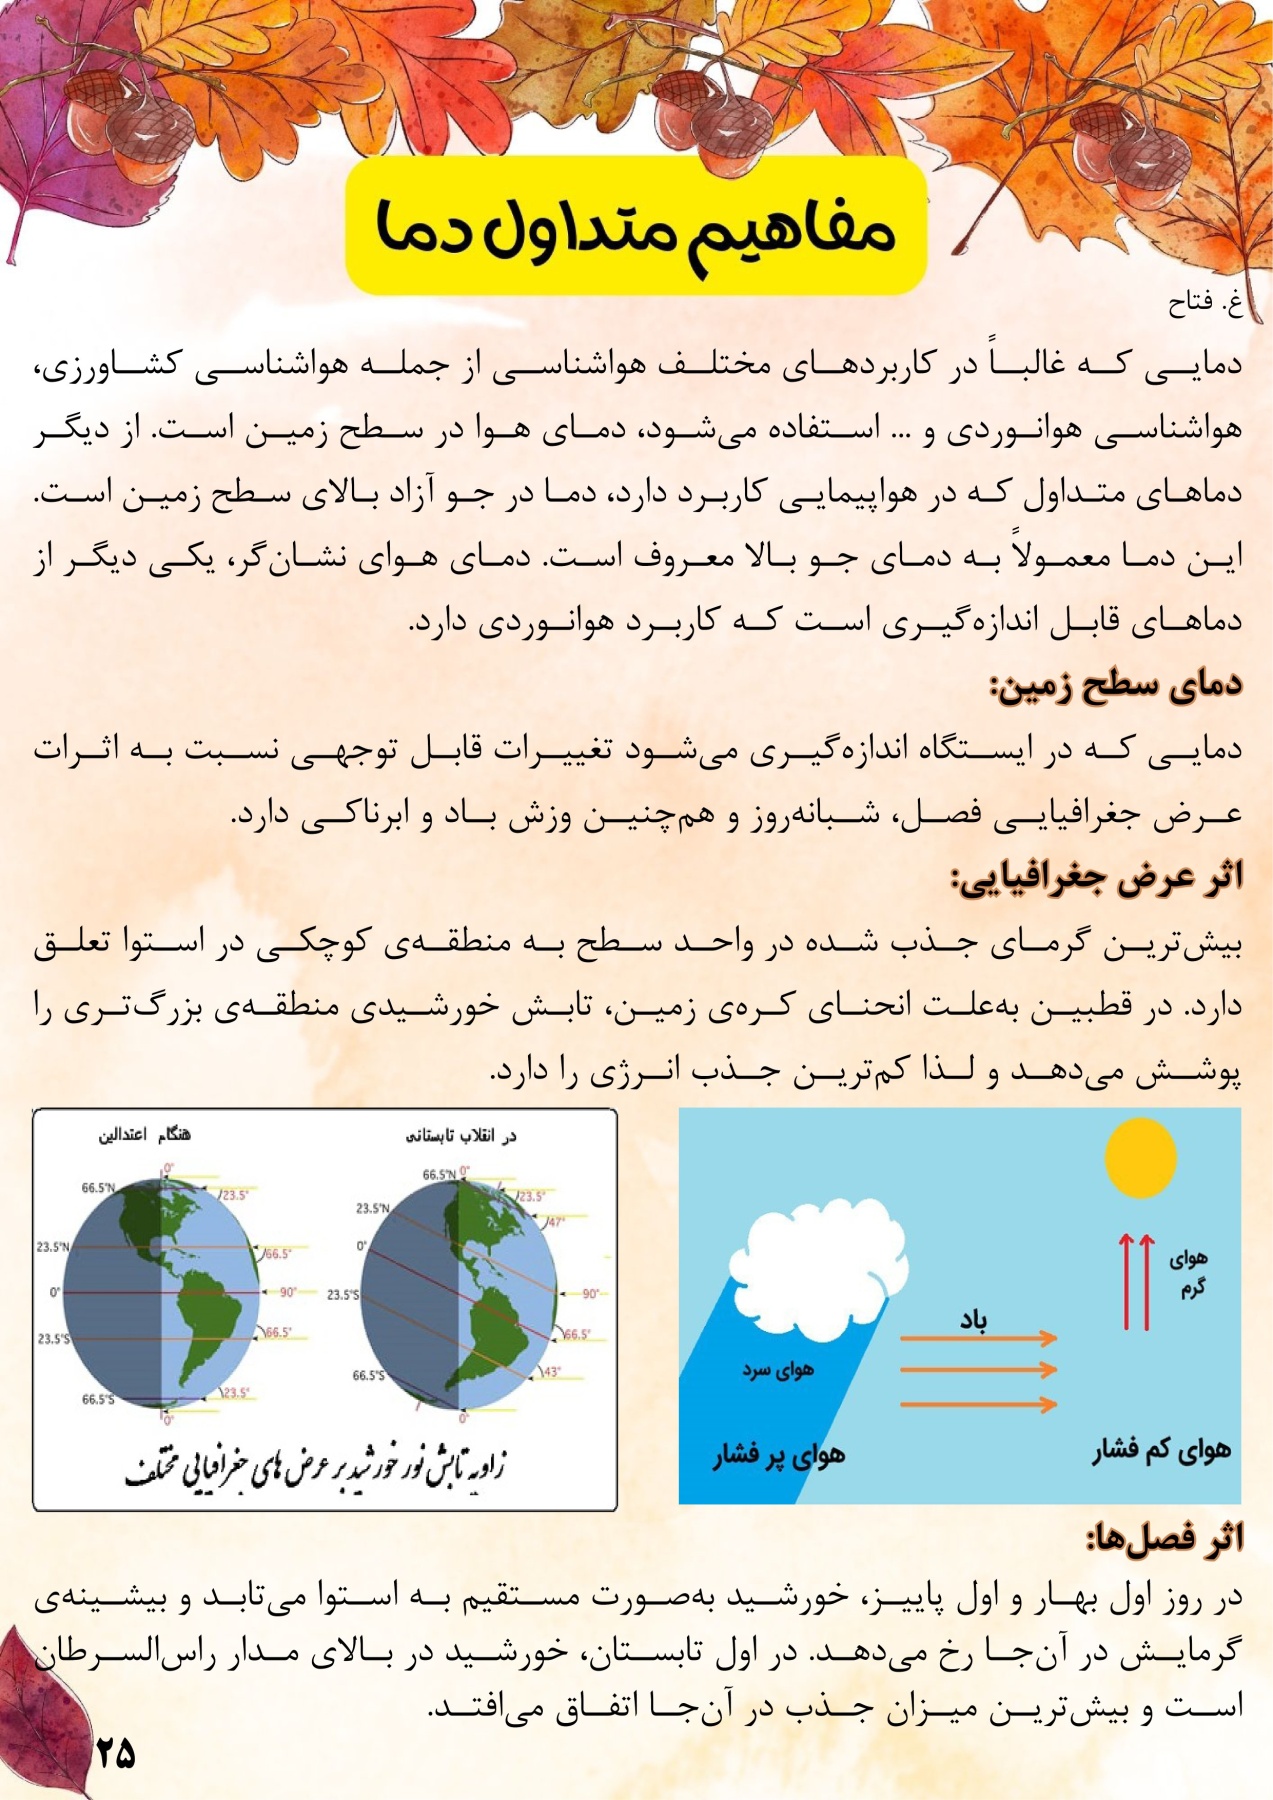 مفاهیم متداول دما
غ. فتاح
دمایی که غالباً در کاربردهای مختلف هواشناسی از جمله هواشناسی کشاورزی،
هواشناسی هوانوردی و ... استفاده می‌شود، دمای هوا در سطح زمین است. از دیگر
دماهای متداول که در هواپیمایی کاربرد دارد، دما در جو آزاد بالای سطح زمین است.
این دما معمولاً به دمای جو بالا معروف است. دمای هوای نشان‌گر، یکی دیگر از
دماهای قابل اندازه‌گیری است که کاربرد هوانوردی دارد.
دمای سطح زمین:
دمایی که در ایستگاه اندازه‌گیری می‌شود تغییرات قابل توجهی نسبت به اثرات
عرض جغرافیایی فصل، شبانه‌روز و هم‌چنین وزش باد و ابرناکی دارد.
اثر عرض جغرافیایی:
بیش‌ترین گرمای جذب شده در واحد سطح به منطقه‌ی کوچکی در استوا تعلق
دارد. در قطبین به‌علت انحنای کره‌ی زمین، تابش خورشیدی منطقه‌ی بزرگ‌تری را
پوشش می‌دهد و لذا کم‌ترین جذب انرژی را دارد.
هوای
گرم
باد
هوای سرد
هوای کم فشار
هوای پر فشار
در انقلاب تابستانی
66.5°N 0°
23.5°
23.5°N
47°
0°
23.5°S
90°
66.5°
43°
66.5°S
0°
هنگام اعتدالین
0°
66.5°N
23.5°
23.5°N
66.5°
0°
90°
23.5°S
66.5°
66.5°S
23.5°
0°
زاویه تابش نور خورشید بر عرض های جغرافیایی مختلف
اثر فصل‌ها:
در روز اول بهار و اول پاییز، خورشید به‌صورت مستقیم به استوا می‌تابد و بیشینه‌ی
گرمایش در آن‌جا رخ می‌دهد. در اول تابستان، خورشید در بالای مدار راس‌السرطان
است و بیش‌ترین میزان جذب در آن‌جا اتفاق می‌افتد.
۲۵